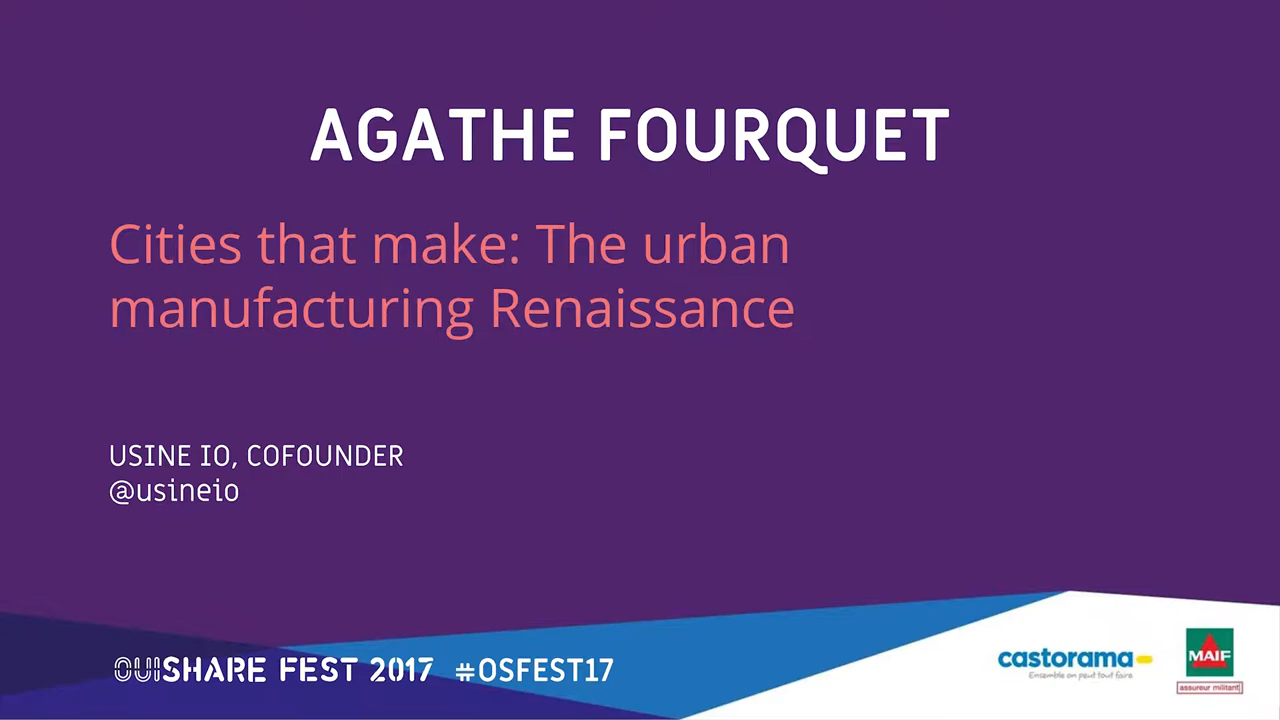 AGATHE FOURQUET
Cities that make: The urban
manufacturing Renaissance
USINE IO, COFOUNDER
@usineio
OUISHARE FEST 2017 #OSFEST17
castorama
Ensemble on peut tout faire
MAIF
assureur militant